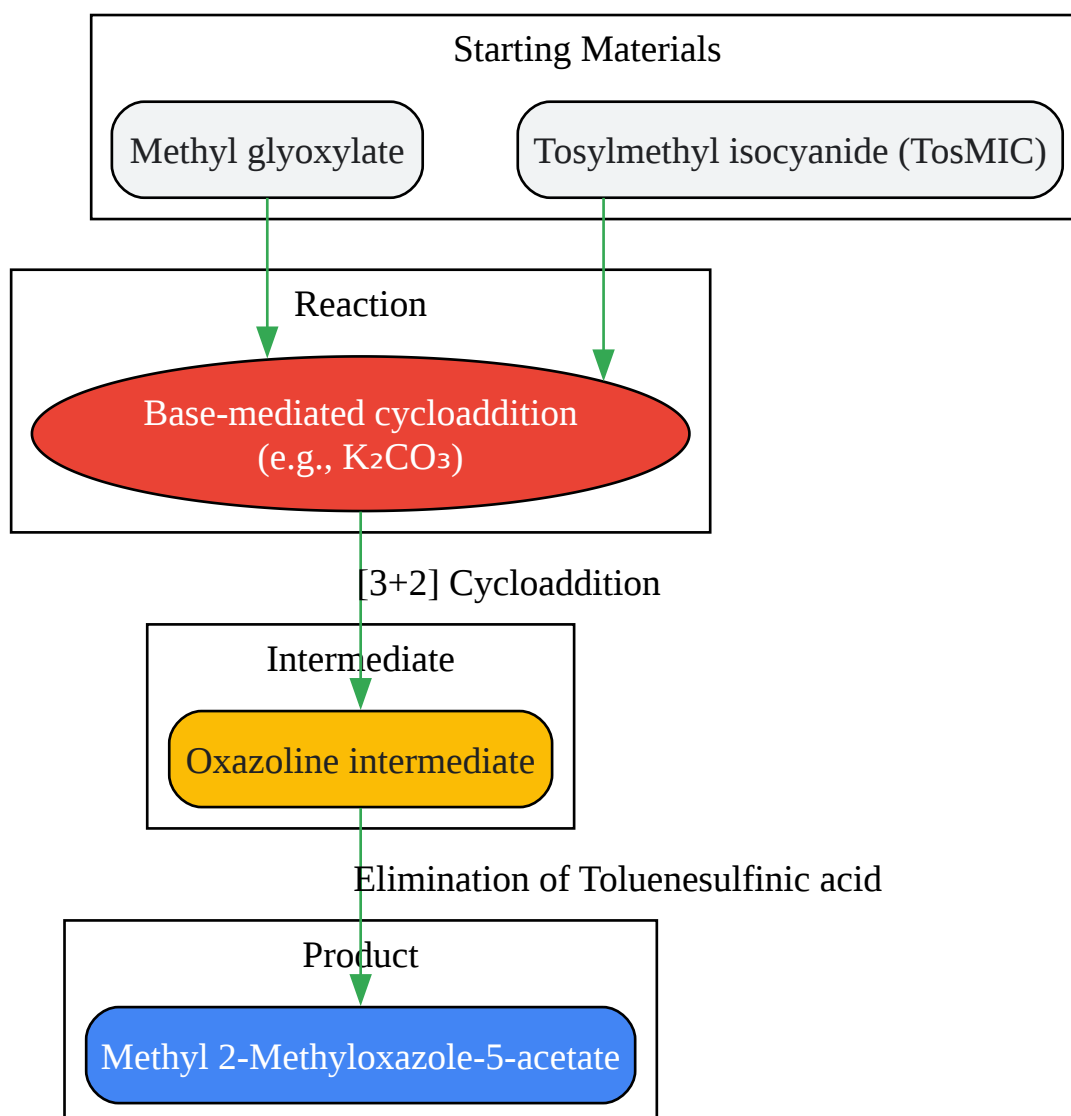 Starting Materials
Methyl glyoxylate
Tosylmethyl isocyanide (TosMIC)
Reaction
Base-mediated cycloaddition
(e.g., K₂CO₃)
[3+2] Cycloaddition
Intermediate
Oxazoline intermediate
Elimination of Toluenesulfinic acid
Product
Methyl 2-Methyloxazole-5-acetate